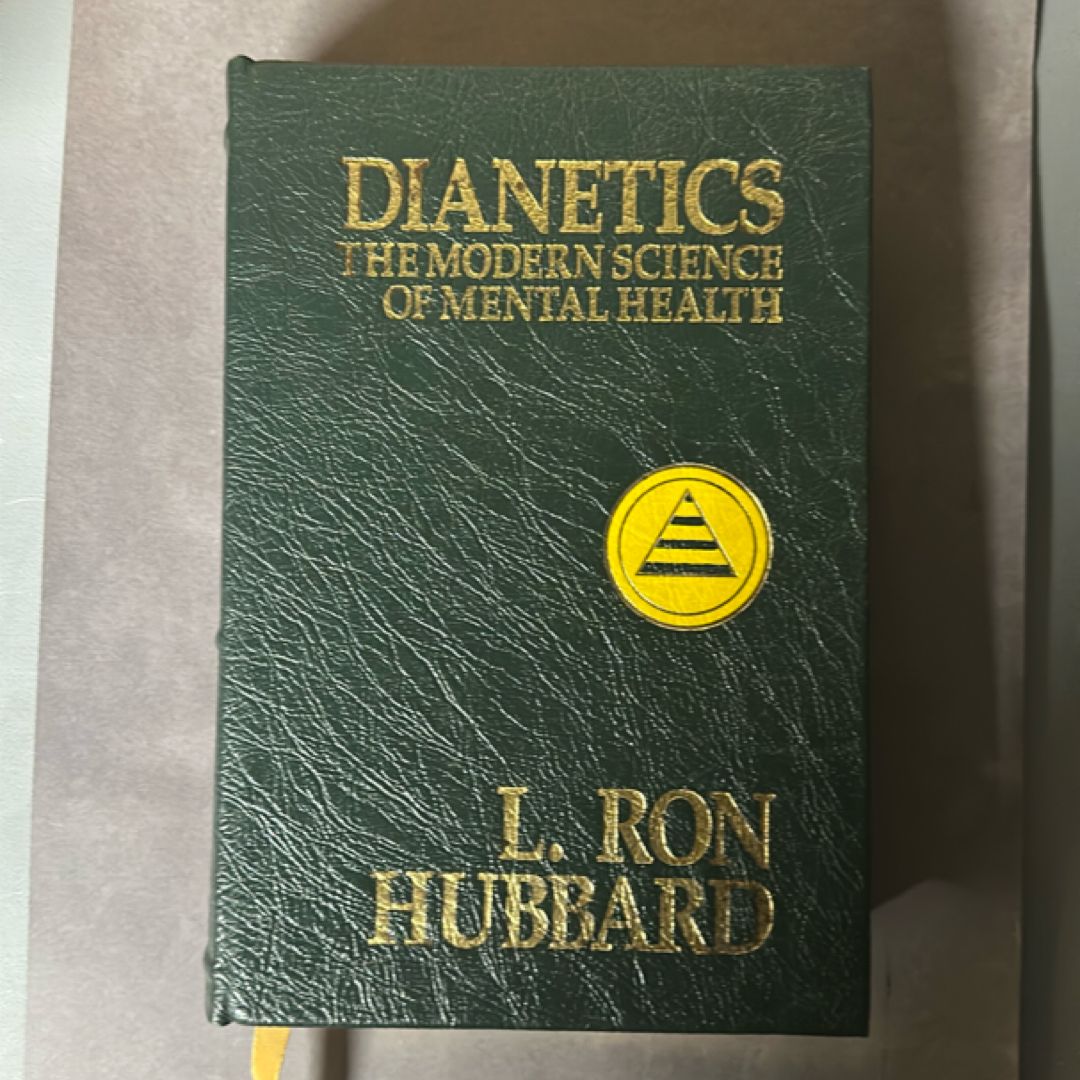 DIANETICS
THE MODERN SCIENCE
OF MENTAL HEALTH
L. RON
HUBBARD